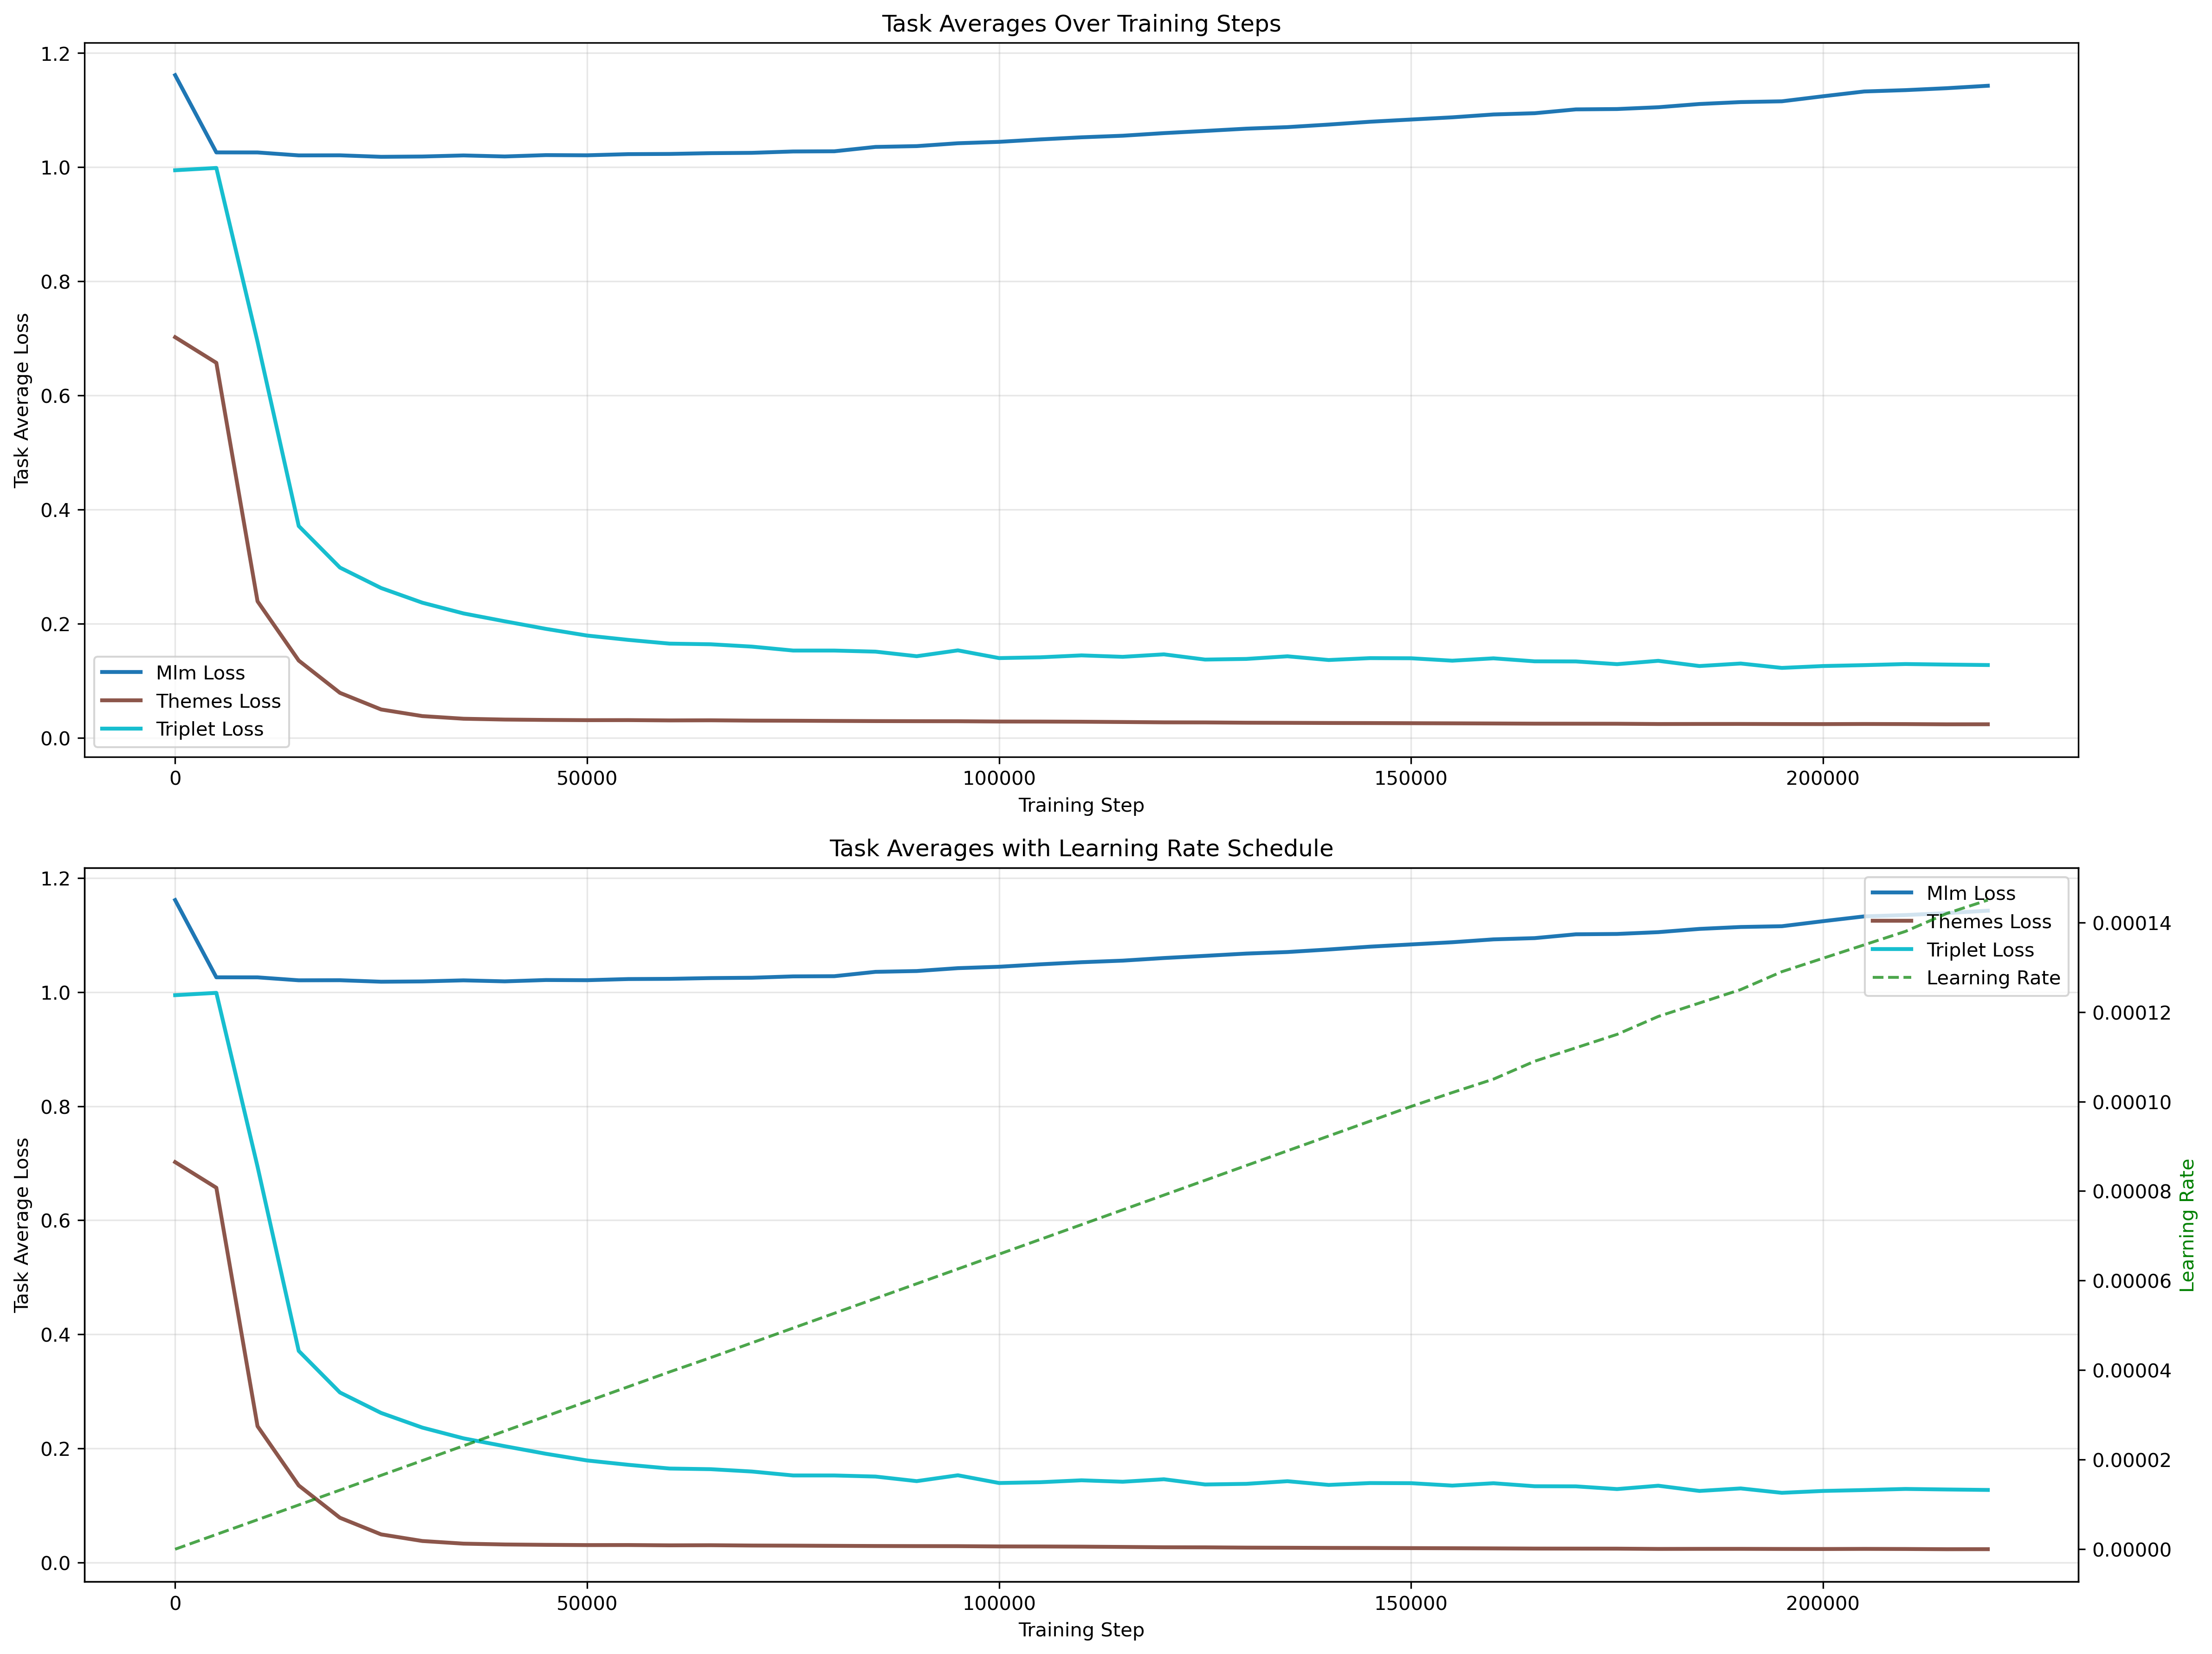 Task Averages Over Training Steps
1.2
1.0
0.8
0.6
0.4
0.2
0.0
Task Average Loss
Mlm Loss
Themes Loss
Triplet Loss
0
50000
100000
150000
200000
Training Step
Task Averages with Learning Rate Schedule
1.2
1.0
0.8
0.6
0.4
0.2
0.0
Task Average Loss
Mlm Loss
Themes Loss
Triplet Loss
Learning Rate
0.00014
0.00012
0.00010
0.00008
0.00006
0.00004
0.00002
0.00000
Learning Rate
0
50000
100000
150000
200000
Training Step